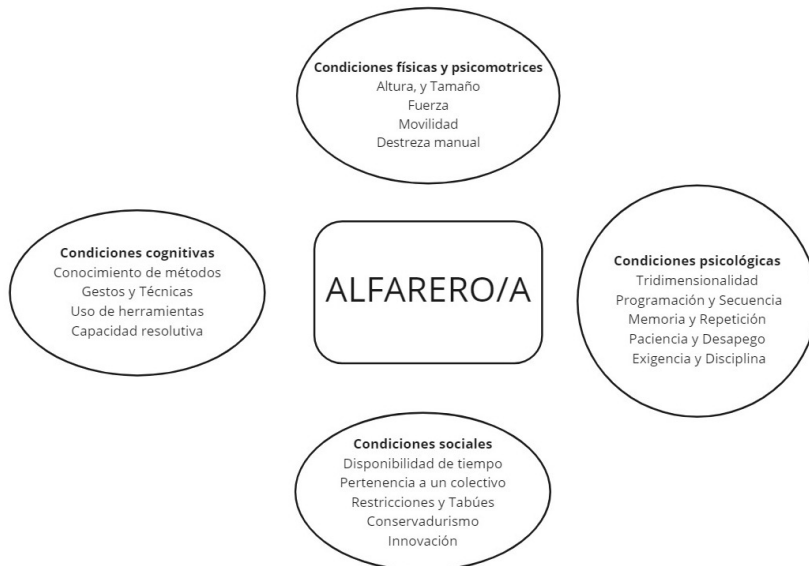 Condiciones físicas y psicomotrices
Altura, y Tamaño
Fuerza
Movilidad
Destreza manual
Condiciones cognitivas
Conocimiento de métodos
Gestos y Técnicas
Uso de herramientas
Capacidad resolutiva
ALFARERO/A
Condiciones psicológicas
Tridimensionalidad
Programación y Secuencia
Memoria y Repetición
Paciencia y Desapego
Exigencia y Disciplina
Condiciones sociales
Disponibilidad de tiempo
Pertenencia a un colectivo
Restricciones y Tabúes
Conservadurismo
Innovación